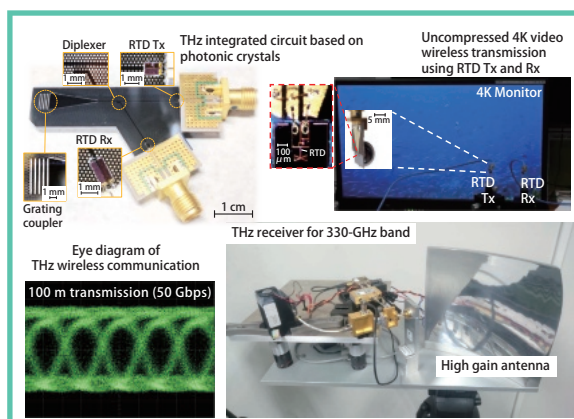 Diplexer
1 mm
RTD Tx
1 mm
THz integrated circuit based on
photonic crystals
RTD Rx
1 mm
1 mm
Grating
coupler
1 cm
Uncompressed 4K video
wireless transmission
using RTD Tx and Rx
4K Monitor
5 mm
100
μm
RTD
RTD
Tx
RTD
Rx
Eye diagram of
THz wireless communication
100 m transmission (50 Gbps)
THz receiver for 330-GHz band
High gain antenna